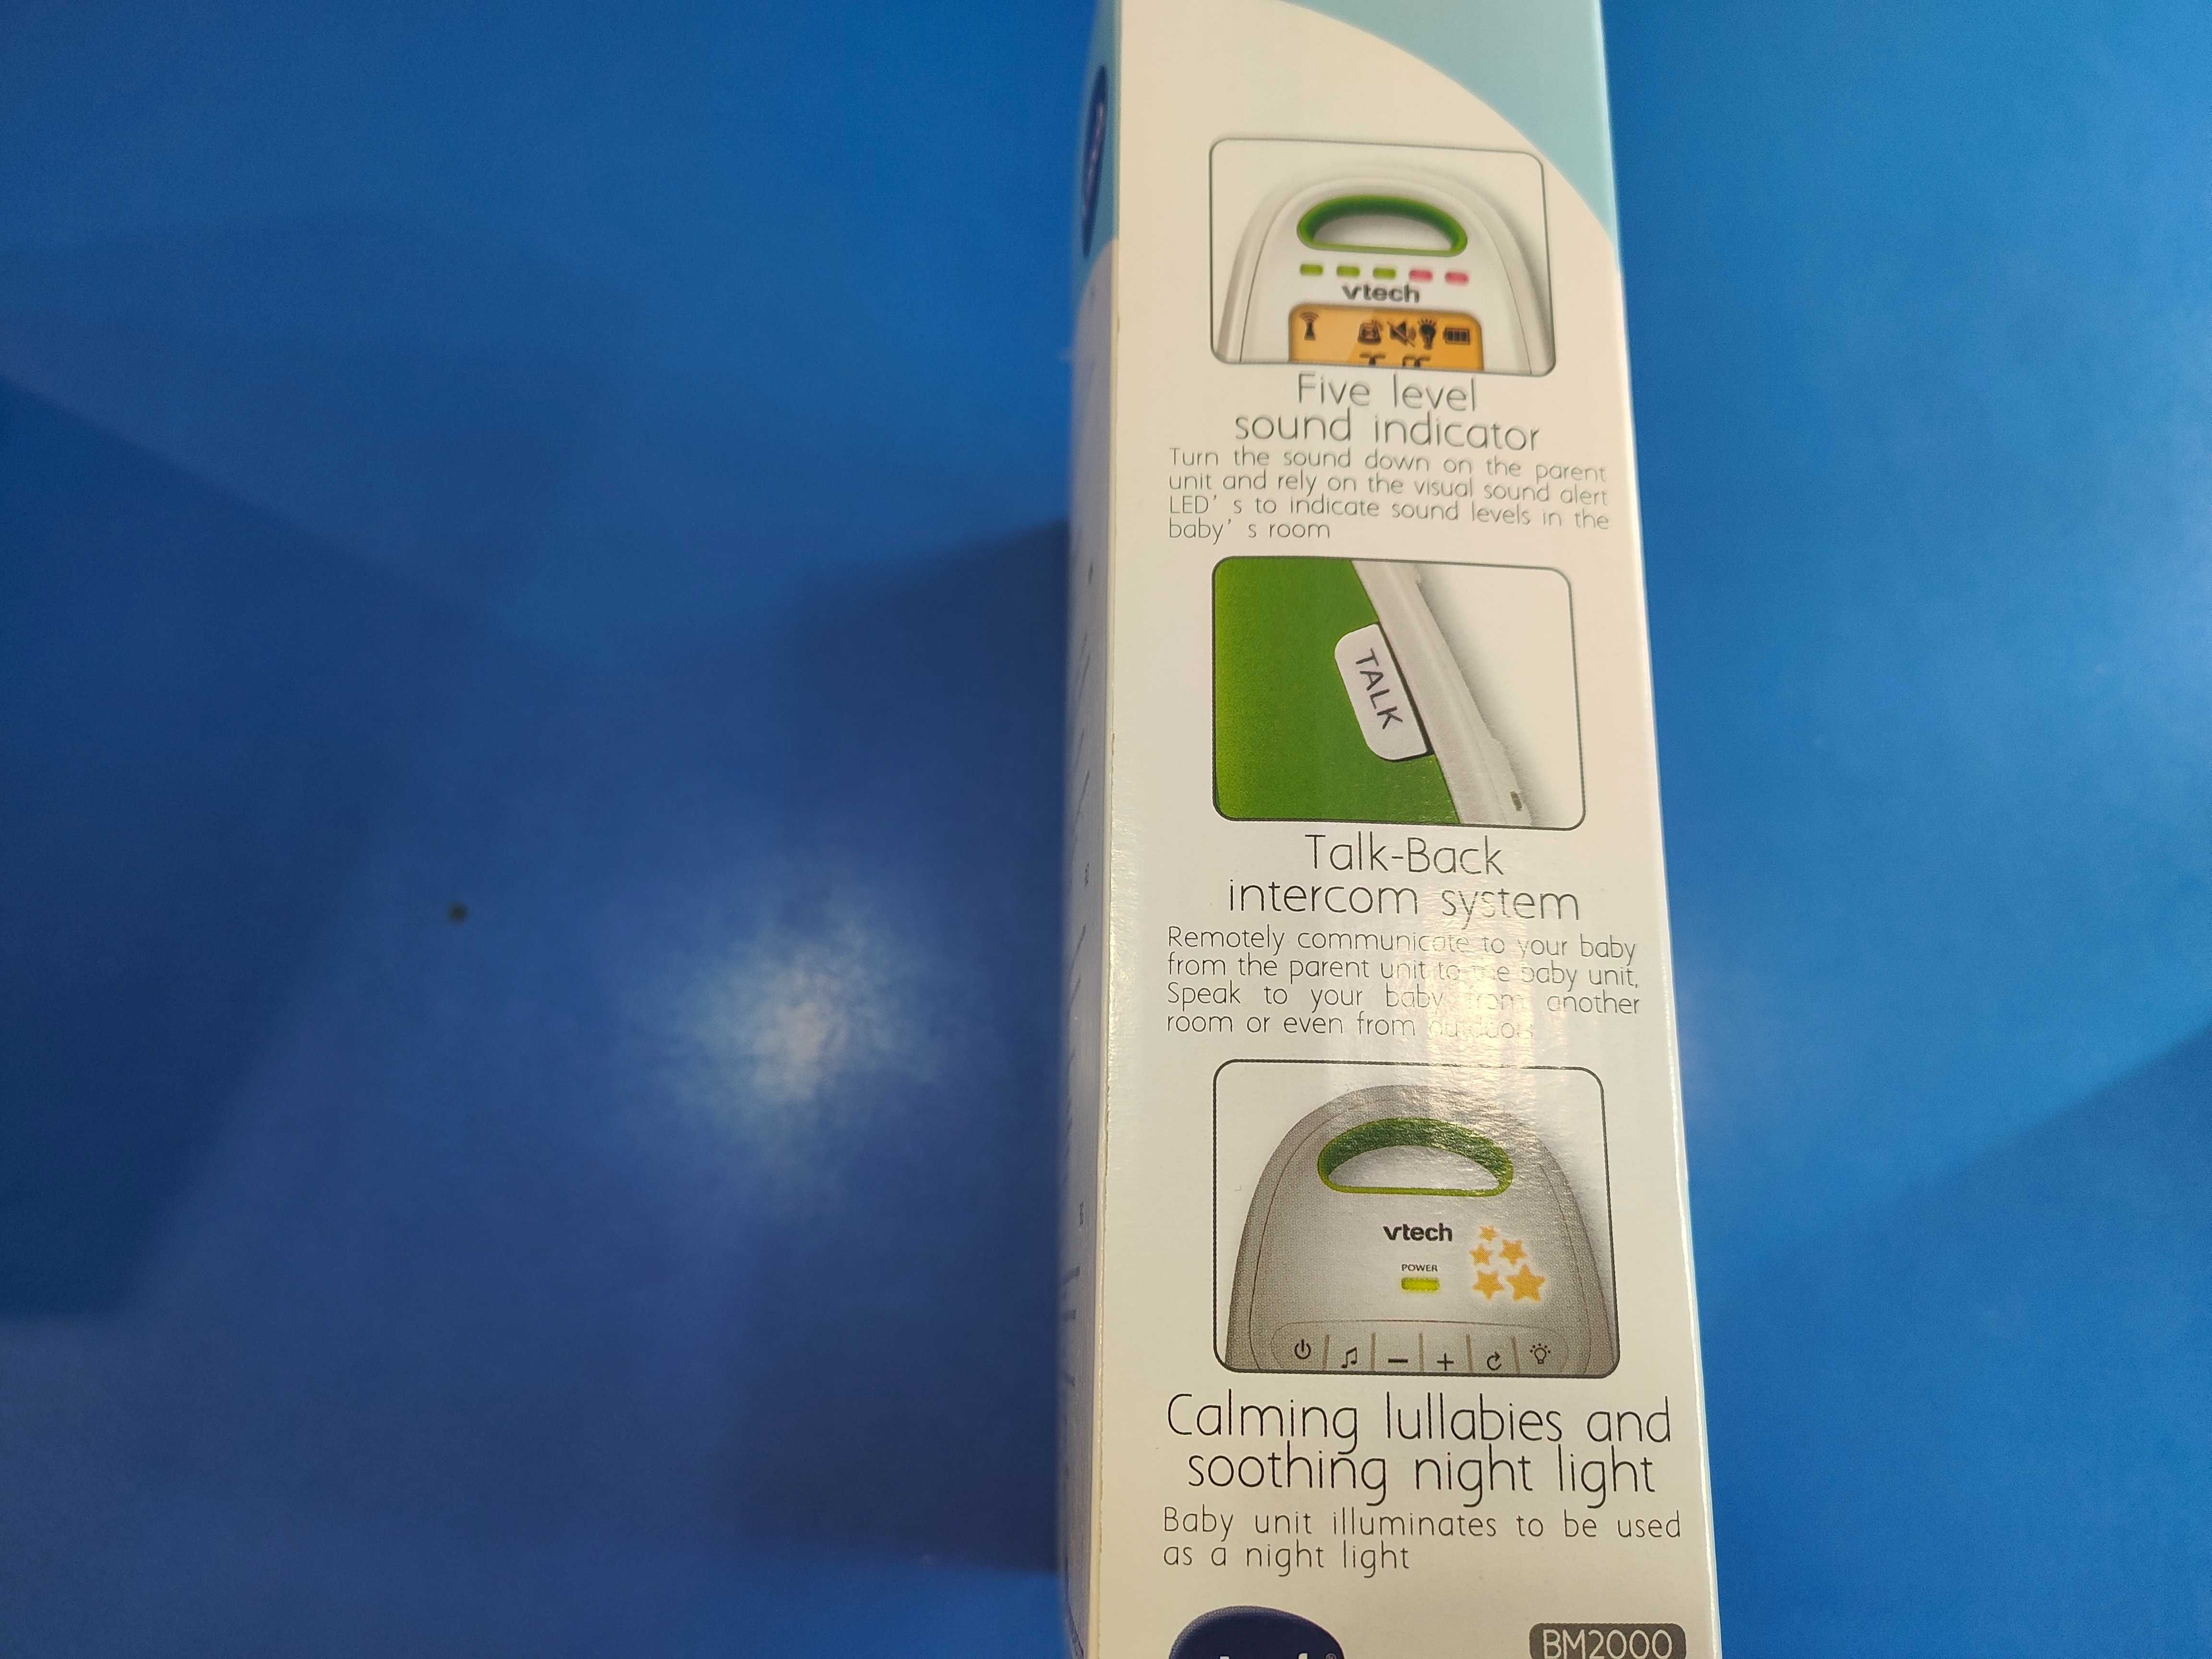 vtech
Five level
sound indicator
Turn the sound down on the parent
unit and rely on the visual sound alert
LED' s to indicate sound levels in the
baby' s room
TALK
Talk-Back
intercom system
Remotely communicate to your baby
from the parent unit to the baby unit,
Speak to your baby from another
room or even from outdoors
vtech
POWER
Calming lullabies and
soothing night light
Baby unit illuminates to be used
as a night light
BM2000